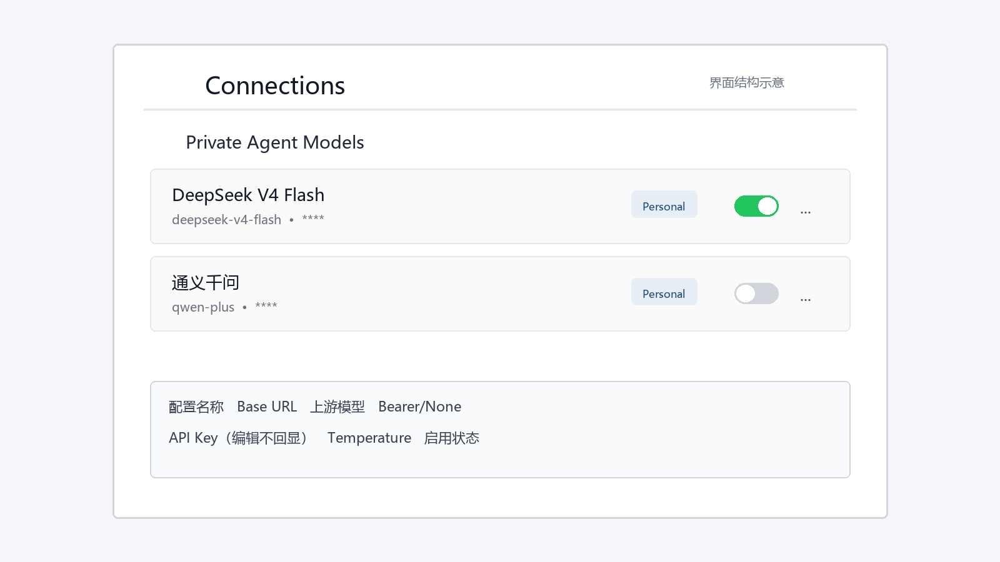 Connections
界面结构示意
Private Agent Models
DeepSeek V4 Flash
deepseek-v4-flash • ****
Personal
...
通义千问
qwen-plus • ****
Personal
...
配置名称 Base URL 上游模型 Bearer/None
API Key（编辑不回显） Temperature 启用状态